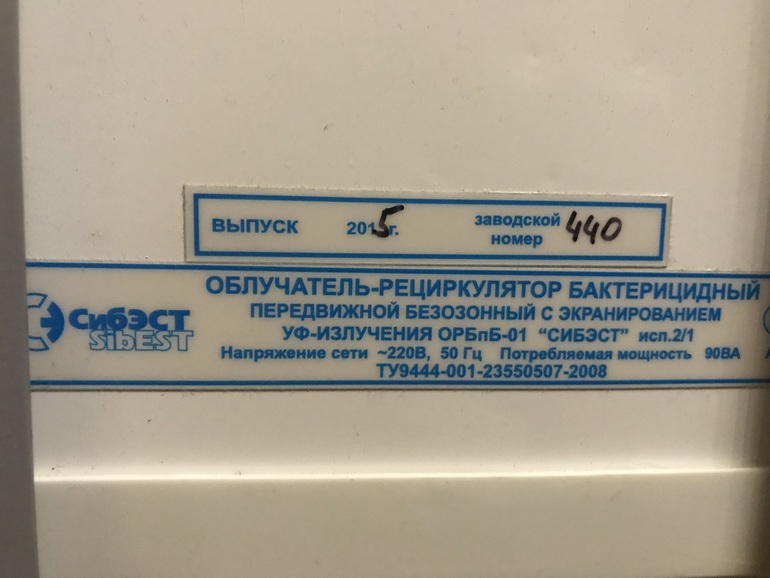 ВЫПУСК 2015г. заводской номер 440
ОБЛУЧАТЕЛЬ-РЕЦИРКУЛЯТОР БАКТЕРИЦИДНЫЙ
ПЕРЕДВИЖНОЙ БЕЗОЗОННЫЙ С ЭКРАНИРОВАНИЕМ
УФ-ИЗЛУЧЕНИЯ ОРБпБ-01 "СИБЭСТ" исп.2/1
Напряжение сети ~220В, 50 Гц Потребляемая мощность 90ВА
ТУ9444-001-23550507-2008
СибЭСТ
SibEST